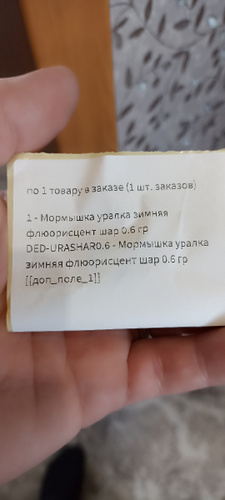 по 1 товару в заказе (1 шт. заказов)
1 - Мормышка уралка зимняя
флюорисцент шар 0.6 гр
DED-URASHAR0.6 - Мормышка уралка
зимняя флюорисцент шар 0.6 гр
[[доп_поле_1]]